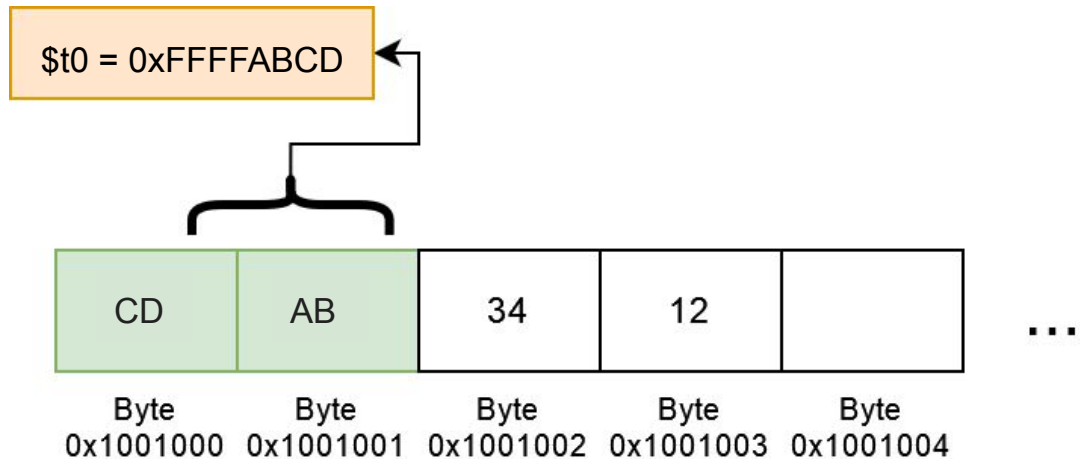 $t0 = 0xFFFFABCD
CD AB 34 12
...
Byte Byte Byte Byte Byte
0x1001000 0x1001001 0x1001002 0x1001003 0x1001004